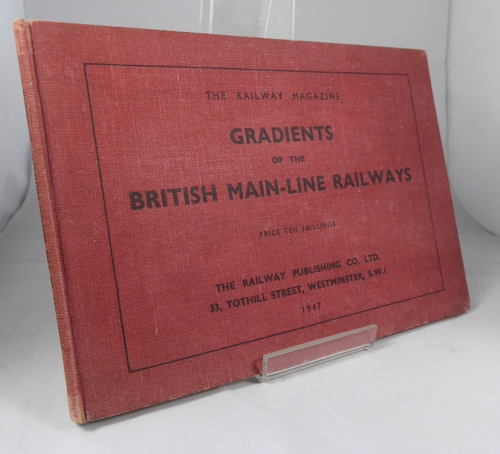 THE RAILWAY MAGAZINE
GRADIENTS
OF THE
BRITISH MAIN-LINE RAILWAYS
PRICE TEN SHILLINGS
THE RAILWAY PUBLISHING CO. LTD.
33, TOTHILL STREET, WESTMINSTER, S.W.1
1947